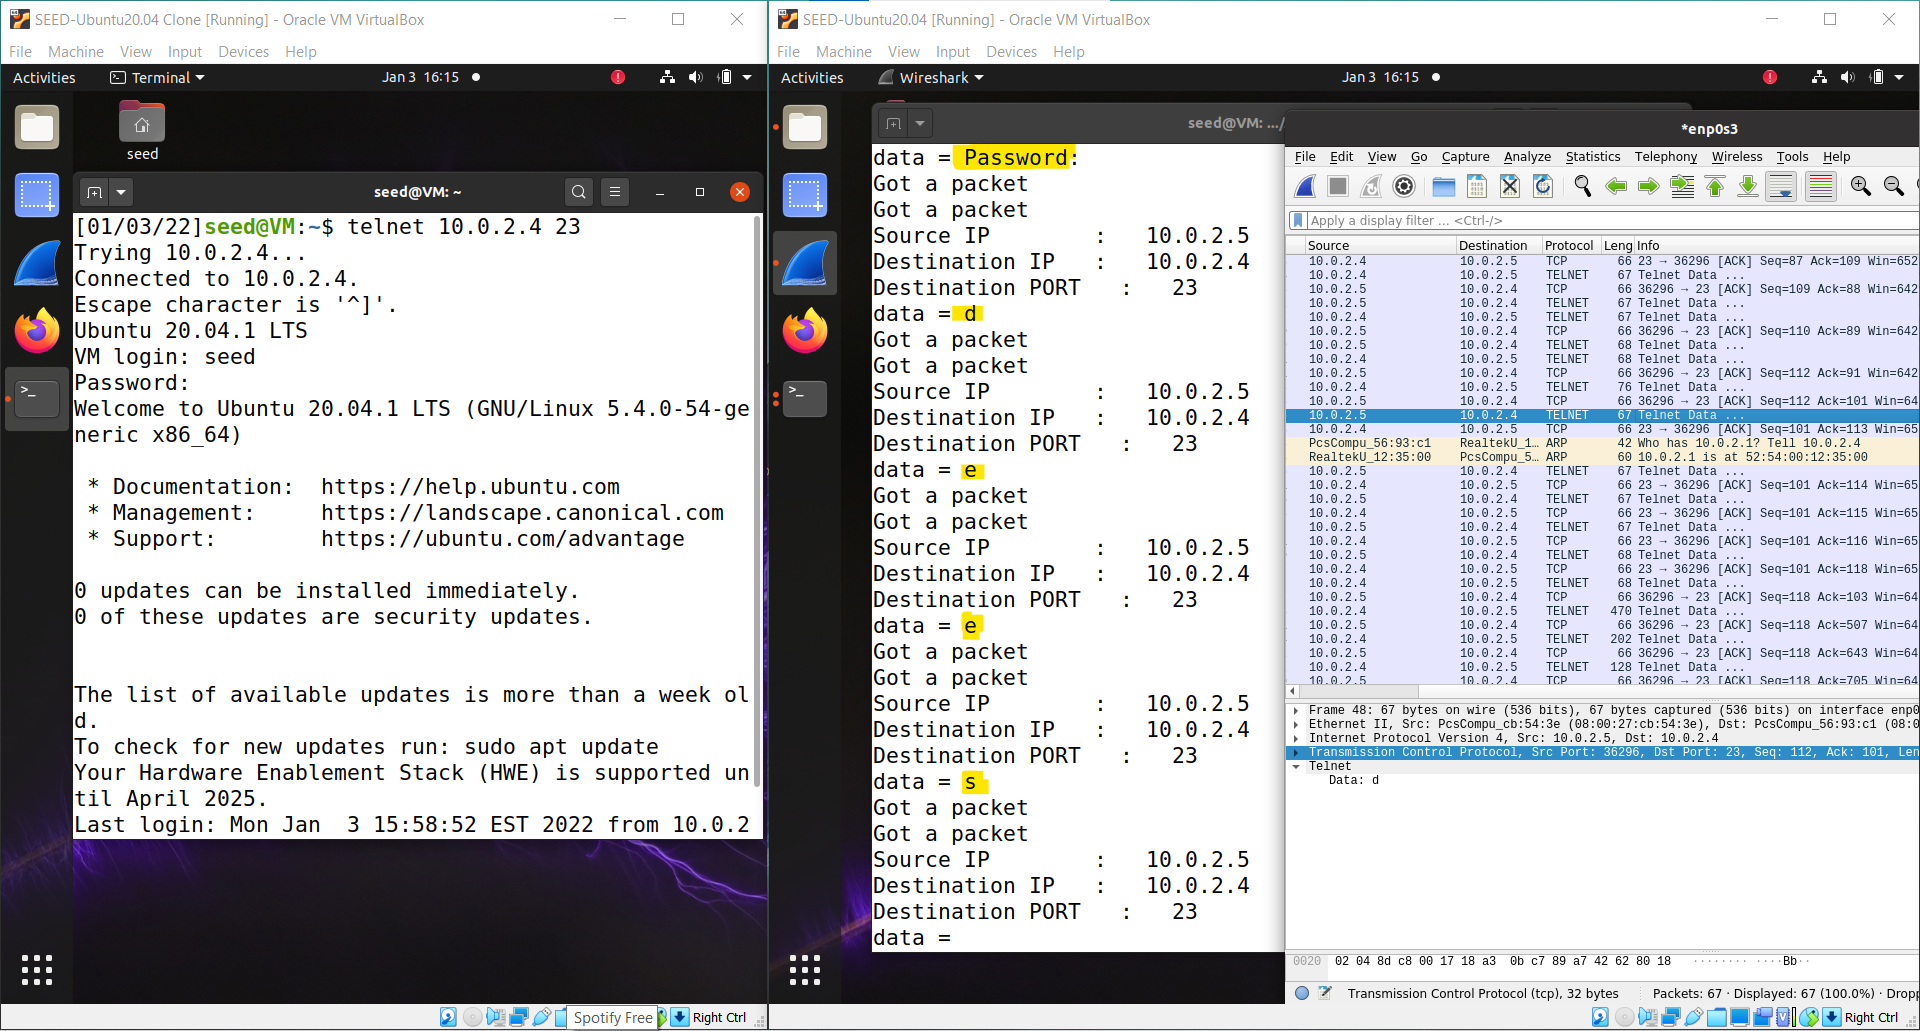 SEED-Ubuntu20.04 Clone [Running] - Oracle VM VirtualBox
File Machine View Input Devices Help
Activities Terminal Jan 3 16:15
seed
seed@VM: ~
[01/03/22]seed@VM:~$ telnet 10.0.2.4 23
Trying 10.0.2.4...
Connected to 10.0.2.4.
Escape character is '^]'.
Ubuntu 20.04.1 LTS
VM login: seed
Password:
Welcome to Ubuntu 20.04.1 LTS (GNU/Linux 5.4.0-54-ge
neric x86_64)
* Documentation: https://help.ubuntu.com
* Management: https://landscape.canonical.com
* Support: https://ubuntu.com/advantage
0 updates can be installed immediately.
0 of these updates are security updates.
The list of available updates is more than a week ol
d.
To check for new updates run: sudo apt update
Your Hardware Enablement Stack (HWE) is supported un
til April 2025.
Last login: Mon Jan  3 15:58:52 EST 2022 from 10.0.2
Spotify Free
Right Ctrl
SEED-Ubuntu20.04 [Running] - Oracle VM VirtualBox
File Machine View Input Devices Help
Activities Wireshark Jan 3 16:15
seed@VM: .../
data = Password:
Got a packet
Got a packet
Source IP : 10.0.2.5
Destination IP : 10.0.2.4
Destination PORT : 23
data = d
Got a packet
Got a packet
Source IP : 10.0.2.5
Destination IP : 10.0.2.4
Destination PORT : 23
data = e
Got a packet
Got a packet
Source IP : 10.0.2.5
Destination IP : 10.0.2.4
Destination PORT : 23
data = e
Got a packet
Got a packet
Source IP : 10.0.2.5
Destination IP : 10.0.2.4
Destination PORT : 23
data = s
Got a packet
Got a packet
Source IP : 10.0.2.5
Destination IP : 10.0.2.4
Destination PORT : 23
data =
*enp0s3
File Edit View Go Capture Analyze Statistics Telephony Wireless Tools Help
Apply a display filter ... <Ctrl-/>
Source Destination Protocol Leng Info
10.0.2.4 10.0.2.5 TCP 66 23 → 36296 [ACK] Seq=87 Ack=109 Win=652
10.0.2.4 10.0.2.5 TELNET 67 Telnet Data ...
10.0.2.5 10.0.2.4 TCP 66 36296 → 23 [ACK] Seq=109 Ack=88 Win=642
10.0.2.5 10.0.2.4 TELNET 67 Telnet Data ...
10.0.2.4 10.0.2.5 TELNET 67 Telnet Data ...
10.0.2.5 10.0.2.4 TCP 66 36296 → 23 [ACK] Seq=110 Ack=89 Win=642
10.0.2.5 10.0.2.4 TELNET 68 Telnet Data ...
10.0.2.4 10.0.2.5 TELNET 68 Telnet Data ...
10.0.2.5 10.0.2.4 TCP 66 36296 → 23 [ACK] Seq=112 Ack=91 Win=642
10.0.2.4 10.0.2.5 TELNET 76 Telnet Data ...
10.0.2.5 10.0.2.4 TCP 66 36296 → 23 [ACK] Seq=112 Ack=101 Win=64
10.0.2.5 10.0.2.4 TELNET 67 Telnet Data ...
10.0.2.4 10.0.2.5 TCP 66 23 → 36296 [ACK] Seq=101 Ack=113 Win=65
PcsCompu_56:93:c1 RealtekU_1… ARP 42 Who has 10.0.2.1? Tell 10.0.2.4
RealtekU_12:35:00 PcsCompu_5… ARP 60 10.0.2.1 is at 52:54:00:12:35:00
10.0.2.5 10.0.2.4 TELNET 67 Telnet Data ...
10.0.2.4 10.0.2.5 TCP 66 23 → 36296 [ACK] Seq=101 Ack=114 Win=65
10.0.2.5 10.0.2.4 TELNET 67 Telnet Data ...
10.0.2.4 10.0.2.5 TCP 66 23 → 36296 [ACK] Seq=101 Ack=115 Win=65
10.0.2.5 10.0.2.4 TELNET 67 Telnet Data ...
10.0.2.4 10.0.2.5 TCP 66 23 → 36296 [ACK] Seq=101 Ack=116 Win=65
10.0.2.5 10.0.2.4 TELNET 68 Telnet Data ...
10.0.2.4 10.0.2.5 TCP 66 23 → 36296 [ACK] Seq=101 Ack=118 Win=65
10.0.2.4 10.0.2.5 TELNET 68 Telnet Data ...
10.0.2.5 10.0.2.4 TCP 66 36296 → 23 [ACK] Seq=118 Ack=103 Win=64
10.0.2.4 10.0.2.5 TELNET 470 Telnet Data ...
10.0.2.5 10.0.2.4 TCP 66 36296 → 23 [ACK] Seq=118 Ack=507 Win=64
10.0.2.4 10.0.2.5 TELNET 202 Telnet Data ...
10.0.2.5 10.0.2.4 TCP 66 36296 → 23 [ACK] Seq=118 Ack=643 Win=64
10.0.2.4 10.0.2.5 TELNET 128 Telnet Data ...
10.0.2.5 10.0.2.4 TCP 66 36296 → 23 [ACK] Seq=118 Ack=705 Win=64
Frame 48: 67 bytes on wire (536 bits), 67 bytes captured (536 bits) on interface enp0
Ethernet II, Src: PcsCompu_cb:54:3e (08:00:27:cb:54:3e), Dst: PcsCompu_56:93:c1 (08:0
Internet Protocol Version 4, Src: 10.0.2.5, Dst: 10.0.2.4
Transmission Control Protocol, Src Port: 36296, Dst Port: 23, Seq: 112, Ack: 101, Len
Telnet
Data: d
0020 02 04 8d c8 00 17 18 a3 0b c7 89 a7 42 62 80 18 ········ ····Bb··
Transmission Control Protocol (tcp), 32 bytes Packets: 67 · Displayed: 67 (100.0%) · Dropp
Right Ctrl